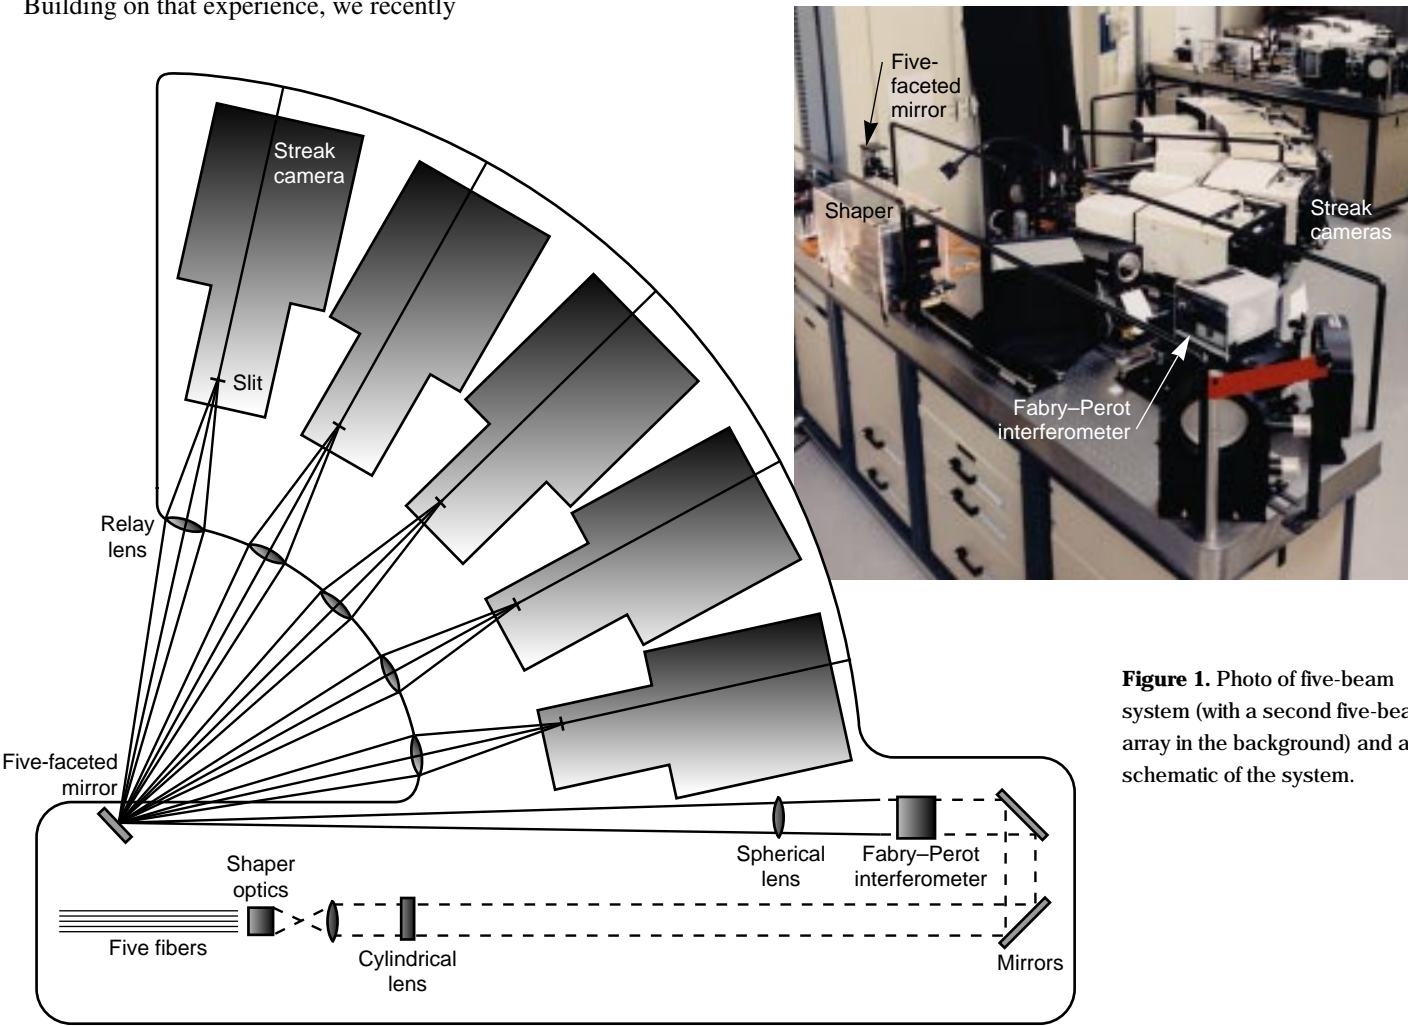 Building on that experience, we recently
Streak
camera
Slit
Relay
lens
Five-faceted
mirror
Shaper
optics
Five fibers
Cylindrical
lens
Spherical
lens
Fabry–Perot
interferometer
Mirrors
Five-
faceted
mirror
Shaper
Streak
cameras
Fabry–Perot
interferometer
Figure 1. Photo of five-beam
system (with a second five-bea
array in the background) and a
schematic of the system.